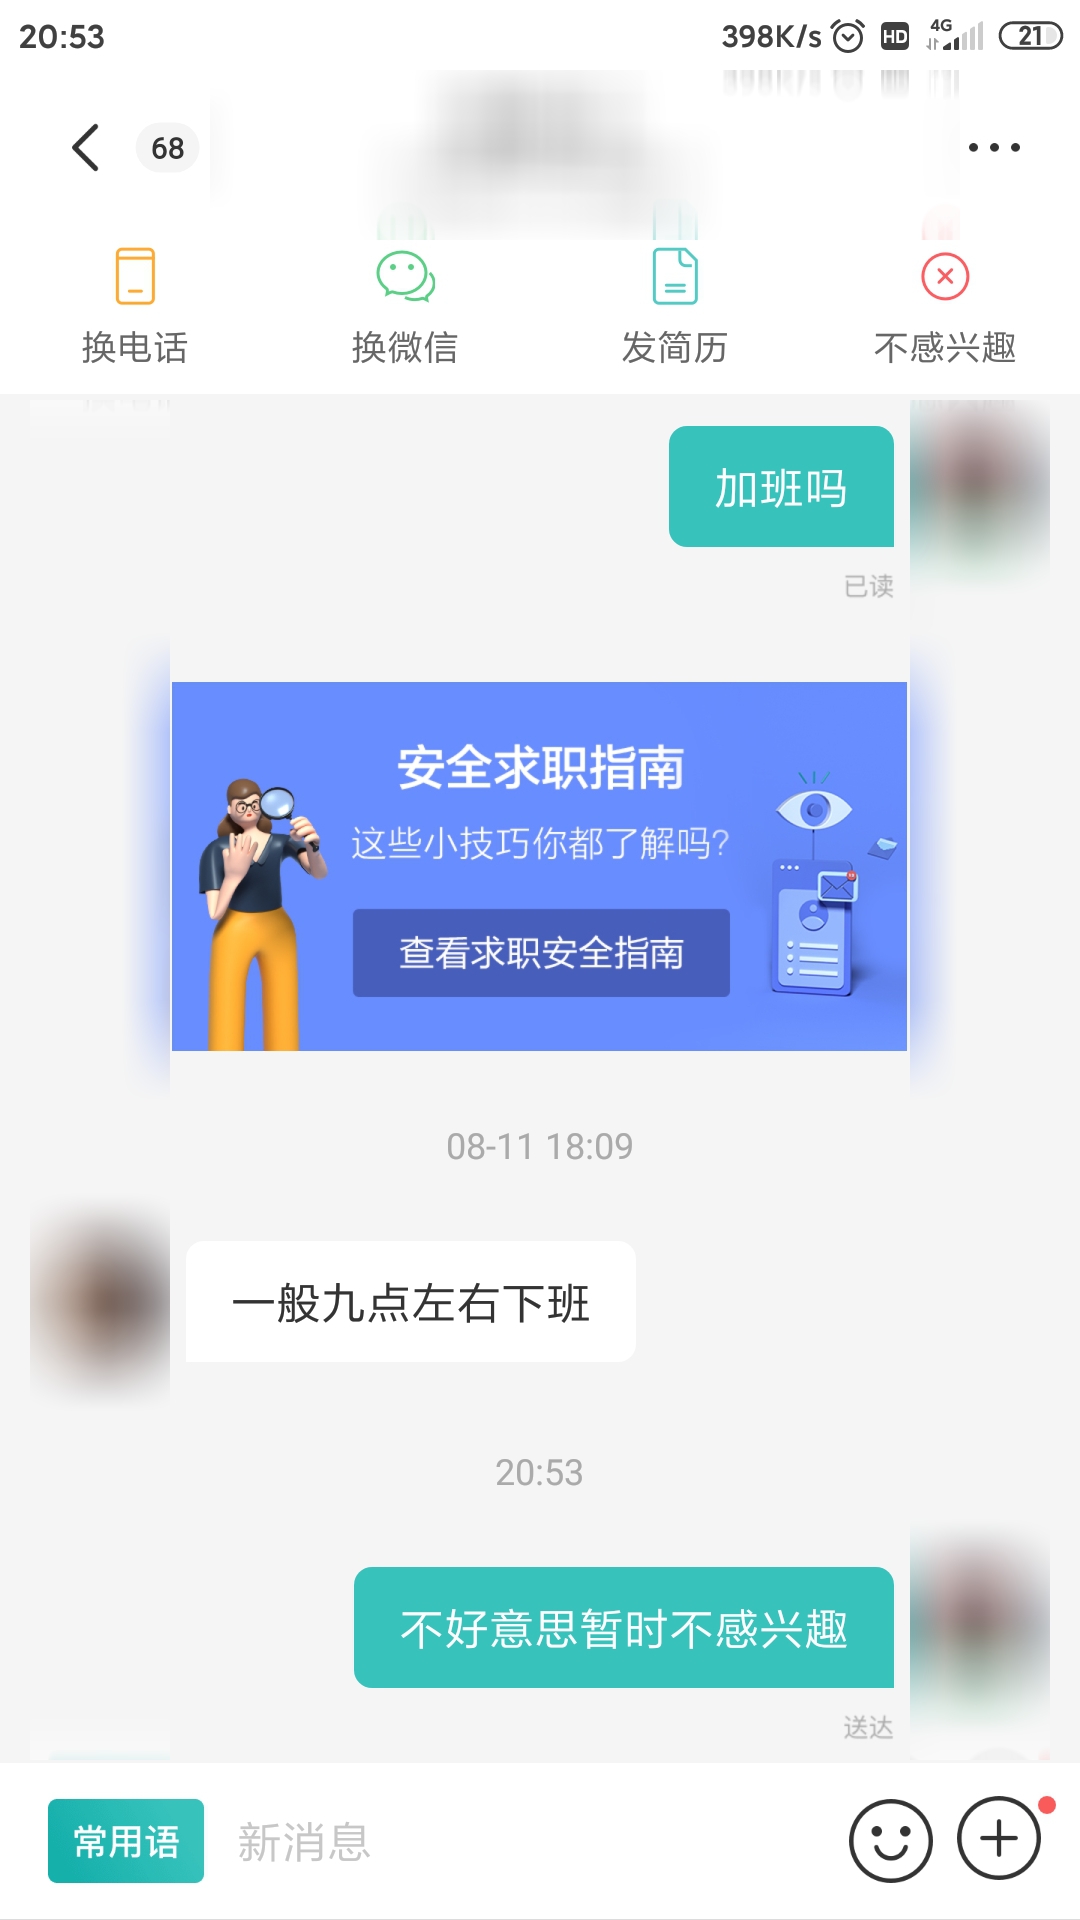 20:53
398K/s HD 4G 21
68
换电话 换微信 发简历 不感兴趣
加班吗
已读
安全求职指南
这些小技巧你都了解吗?
查看求职安全指南
08-11 18:09
一般九点左右下班
20:53
不好意思暂时不感兴趣
送达
常用语 新消息